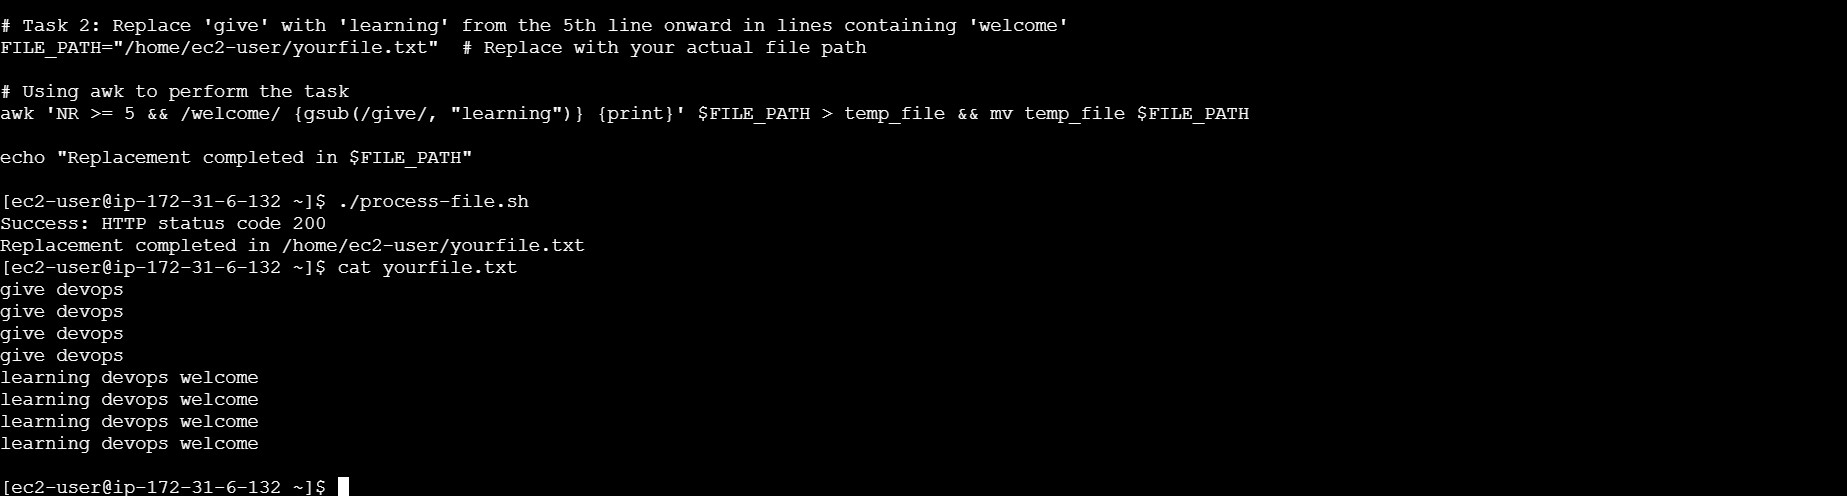 # Task 2: Replace 'give' with 'learning' from the 5th line onward in lines containing 'welcome'
FILE_PATH="/home/ec2-user/yourfile.txt"  # Replace with your actual file path
# Using awk to perform the task
awk 'NR >= 5 && /welcome/ {gsub(/give/, "learning")} {print}' $FILE_PATH > temp_file && mv temp_file $FILE_PATH
echo "Replacement completed in $FILE_PATH"
[ec2-user@ip-172-31-6-132 ~]$ ./process-file.sh
Success: HTTP status code 200
Replacement completed in /home/ec2-user/yourfile.txt
[ec2-user@ip-172-31-6-132 ~]$ cat yourfile.txt
give devops
give devops
give devops
give devops
learning devops welcome
learning devops welcome
learning devops welcome
learning devops welcome
[ec2-user@ip-172-31-6-132 ~]$